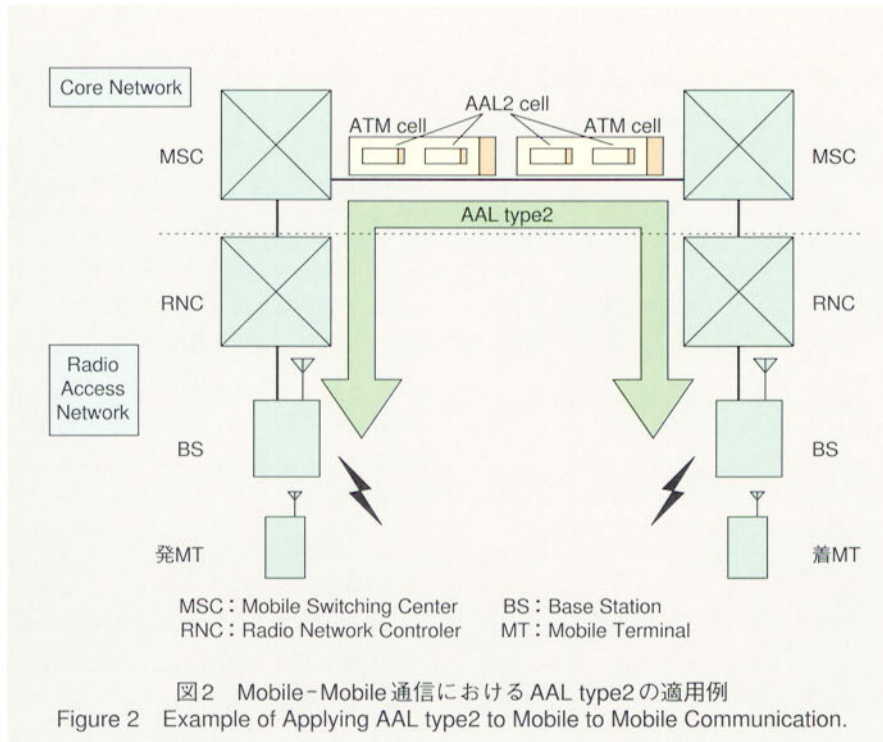 Core Network
AAL2 cell
ATM cell
ATM cell
MSC
MSC
AAL type2
RNC
RNC
Radio
Access
Network
BS
BS
発MT
着MT
MSC：Mobile Switching Center
BS：Base Station
RNC：Radio Network Controler
MT：Mobile Terminal
図2 Mobile-Mobile通信におけるAAL type2の適用例
Figure 2 Example of Applying AAL type2 to Mobile to Mobile Communication.